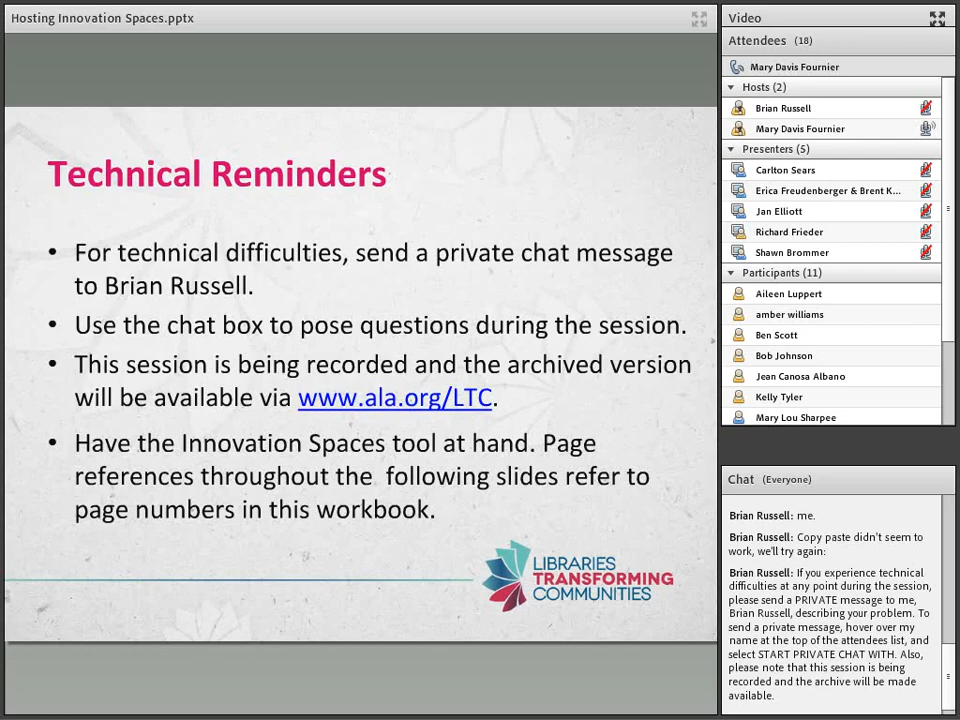 Hosting Innovation Spaces.pptx
Technical Reminders
• For technical difficulties, send a private chat message
to Brian Russell.
• Use the chat box to pose questions during the session.
• This session is being recorded and the archived version
will be available via www.ala.org/LTC.
• Have the Innovation Spaces tool at hand. Page
references throughout the following slides refer to
page numbers in this workbook.
LIBRARIES
TRANSFORMING
COMMUNITIES
Video
Attendees (18)
Mary Davis Fournier
Hosts (2)
Brian Russell
Mary Davis Fournier
Presenters (5)
Carlton Sears
Erica Freudenberger & Brent K...
Jan Elliott
Richard Frieder
Shawn Brommer
Participants (11)
Aileen Luppert
amber williams
Ben Scott
Bob Johnson
Jean Canosa Albano
Kelly Tyler
Mary Lou Sharpee
Chat (Everyone)
Brian Russell: me.
Brian Russell: Copy paste didn't seem to
work, we'll try again:
Brian Russell: If you experience technical
difficulties at any point during the session,
please send a PRIVATE message to me,
Brian Russell, describing your problem. To
send a private message, hover over my
name at the top of the attendees list, and
select START PRIVATE CHAT WITH. Also,
please note that this session is being
recorded and the archive will be made
available.